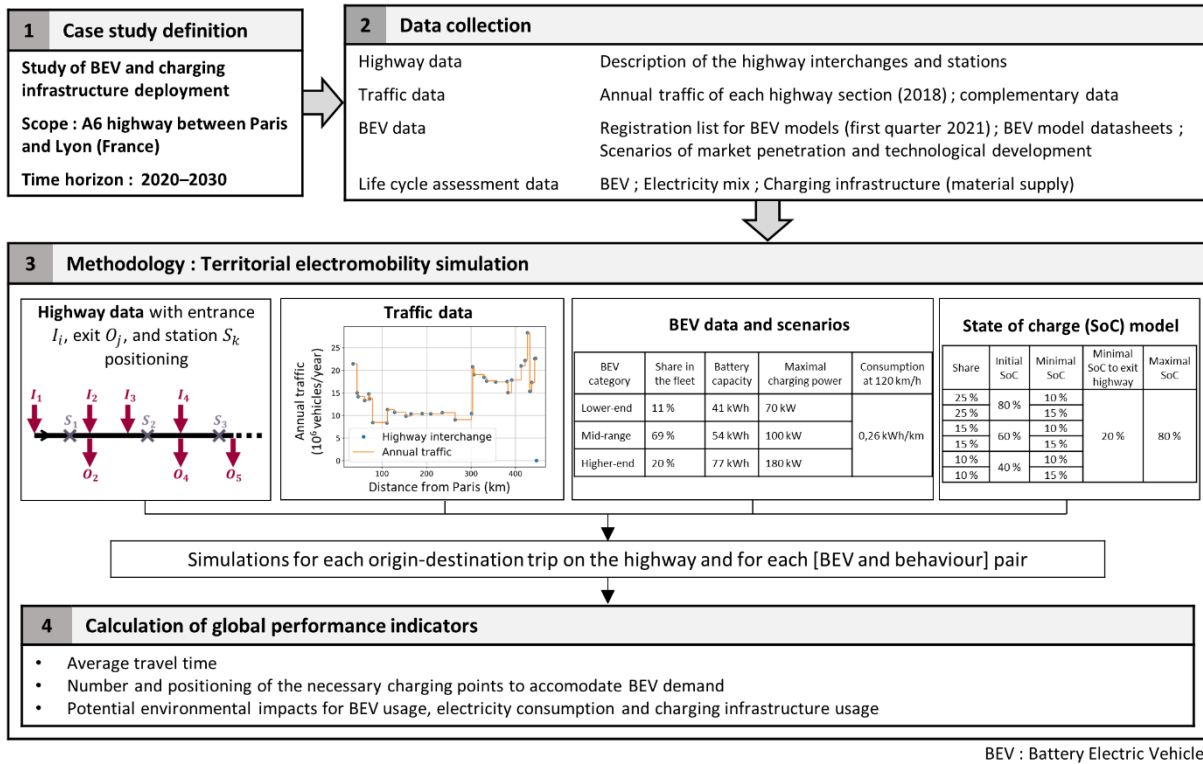 1 Case study definition
Study of BEV and charging
infrastructure deployment
Scope : A6 highway between Paris
and Lyon (France)
Time horizon : 2020–2030
2 Data collection
Highway data Description of the highway interchanges and stations
Traffic data Annual traffic of each highway section (2018) ; complementary data
BEV data Registration list for BEV models (first quarter 2021) ; BEV model datasheets ;
Scenarios of market penetration and technological development
Life cycle assessment data BEV ; Electricity mix ; Charging infrastructure (material supply)
3 Methodology : Territorial electromobility simulation
Highway data with entrance
I_i, exit O_j, and station S_k
positioning
I_1 I_2 I_3 I_4
S_1 S_2 S_3
O_2 O_4 O_5
Traffic data
Annual traffic
(10^6 vehicles/year)
25
20
15
10
5
0
Highway interchange
Annual traffic
100 200 300 400
Distance from Paris (km)
BEV data and scenarios
BEV category Share in the fleet Battery capacity Maximal charging power Consumption at 120 km/h
Lower-end 11 % 41 kWh 70 kW
Mid-range 69 % 54 kWh 100 kW 0,26 kWh/km
Higher-end 20 % 77 kWh 180 kW
State of charge (SoC) model
Share Initial SoC Minimal SoC Minimal SoC to exit highway Maximal SoC
25 % 80 % 10 % 20 % 80 %
25 % 15 %
15 % 60 % 10 %
15 % 15 %
10 % 40 % 10 %
10 % 15 %
Simulations for each origin-destination trip on the highway and for each [BEV and behaviour] pair
4 Calculation of global performance indicators
• Average travel time
• Number and positioning of the necessary charging points to accomodate BEV demand
• Potential environmental impacts for BEV usage, electricity consumption and charging infrastructure usage
BEV : Battery Electric Vehicle